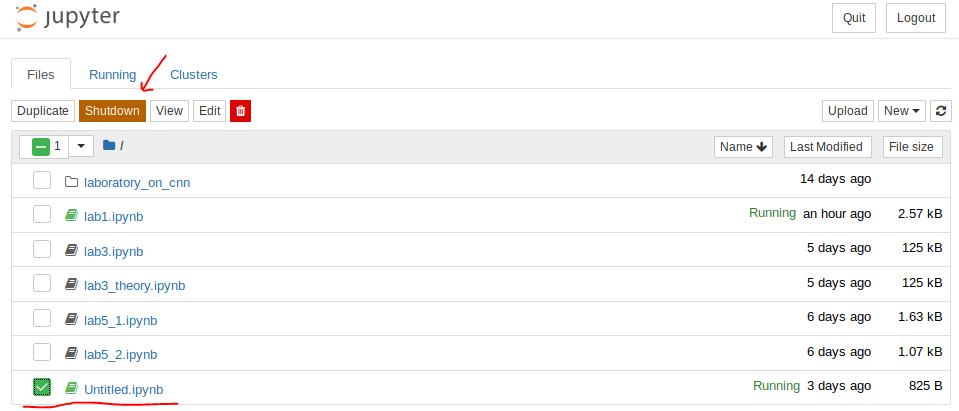 jupyter Quit Logout
Files Running Clusters
Duplicate Shutdown View Edit Upload New
1 / Name Last Modified File size
laboratory_on_cnn 14 days ago
lab1.ipynb Running an hour ago 2.57 kB
lab3.ipynb 5 days ago 125 kB
lab3_theory.ipynb 5 days ago 125 kB
lab5_1.ipynb 6 days ago 1.63 kB
lab5_2.ipynb 6 days ago 1.07 kB
Untitled.ipynb Running 3 days ago 825 B